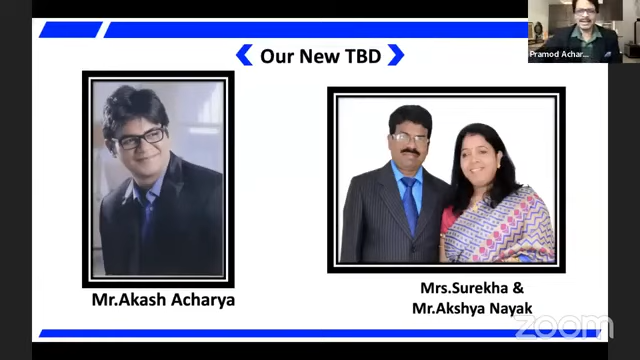 Our New TBD
Pramod Achar...
Mr.Akash Acharya
Mrs.Surekha &
Mr.Akshya Nayak
zoom